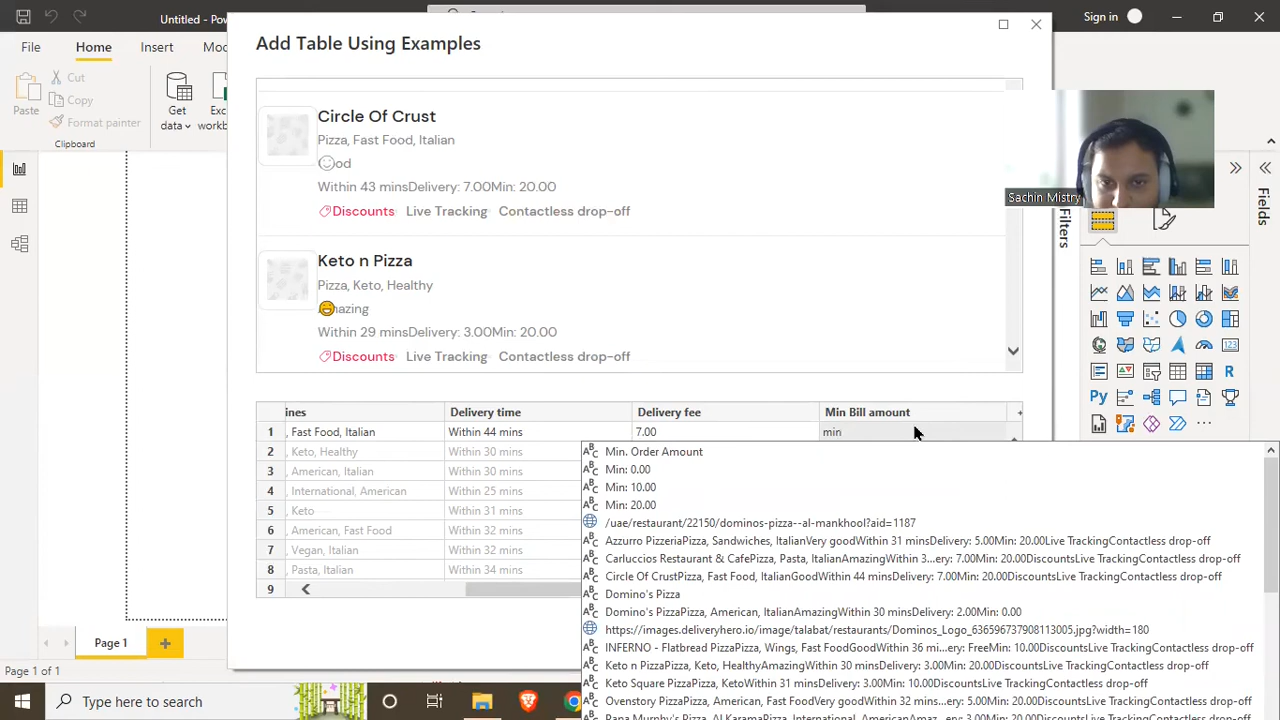 Untitled - Pow
Sign in
Add Table Using Examples
File
Home
Insert
Paste
Cut
Copy
Format painter
Clipboard
Get
data
Circle Of Crust
Pizza, Fast Food, Italian
Within 43 minsDelivery: 7.00Min: 20.00
Discounts Live Tracking Contactless drop-off
Keto n Pizza
Pizza, Keto, Healthy
Within 29 minsDelivery: 3.00Min: 20.00
Discounts Live Tracking Contactless drop-off
Sachin Mistry
Filters
Fields
ines Delivery time Delivery fee Min Bill amount
1 , Fast Food, Italian Within 44 mins 7.00 min
2 , Keto, Healthy Within 30 mins
3 , American, Italian Within 30 mins
4 , International, American Within 25 mins
5 , Keto Within 31 mins
6 , American, Fast Food Within 32 mins
7 , Vegan, Italian Within 32 mins
8 , Pasta, Italian Within 34 mins
9
Min. Order Amount
Min: 0.00
Min: 10.00
Min: 20.00
/uae/restaurant/22150/dominos-pizza--al-mankhool?aid=1187
Azzurro PizzeriaPizza, Sandwiches, ItalianVery goodWithin 31 minsDelivery: 5.00Min: 20.00Live TrackingContactless drop-off
Carluccios Restaurant & CafePizza, Pasta, ItalianAmazingWithin 3...ery: 7.00Min: 20.00DiscountsLive TrackingContactless drop-off
Circle Of CrustPizza, Fast Food, ItalianGoodWithin 44 minsDelivery: 7.00Min: 20.00DiscountsLive TrackingContactless drop-off
Domino's Pizza
Domino's PizzaPizza, American, ItalianAmazingWithin 30 minsDelivery: 2.00Min: 0.00
https://images.deliveryhero.io/image/talabat/restaurants/Dominos_Logo_636596737908113005.jpg?width=180
INFERNO - Flatbread PizzaPizza, Wings, Fast FoodGoodWithin 36 mi...ery: FreeMin: 10.00DiscountsLive TrackingContactless drop-off
Keto n PizzaPizza, Keto, HealthyAmazingWithin 30 minsDelivery: 3.00Min: 20.00DiscountsLive TrackingContactless drop-off
Keto Square PizzaPizza, KetoWithin 31 minsDelivery: 3.00Min: 10.00DiscountsLive TrackingContactless drop-off
Ovenstory PizzaPizza, American, Fast FoodVery goodWithin 32 mins...very: 5.00Min: 20.00DiscountsLive TrackingContactless drop-off
Page 1
Page 1 of 1
Type here to search